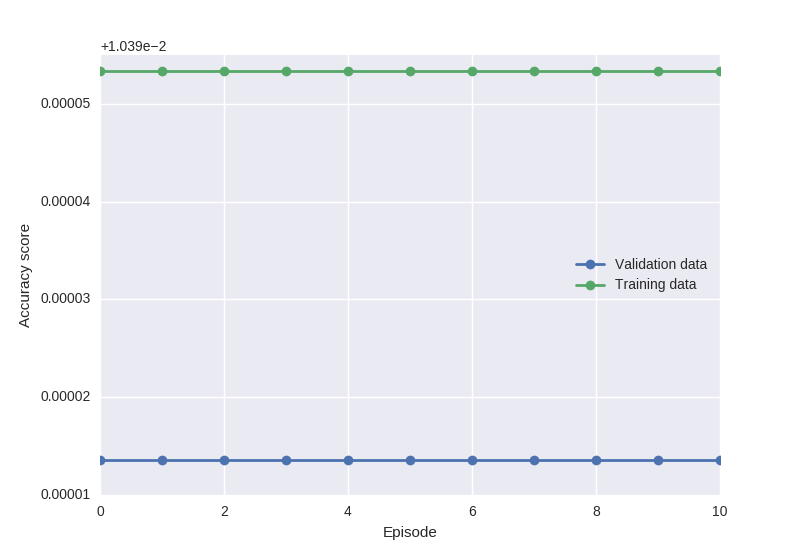 +1.039e−2
0.00005
0.00004
0.00003
0.00002
0.00001
Accuracy score
Validation data
Training data
0 2 4 6 8 10
Episode